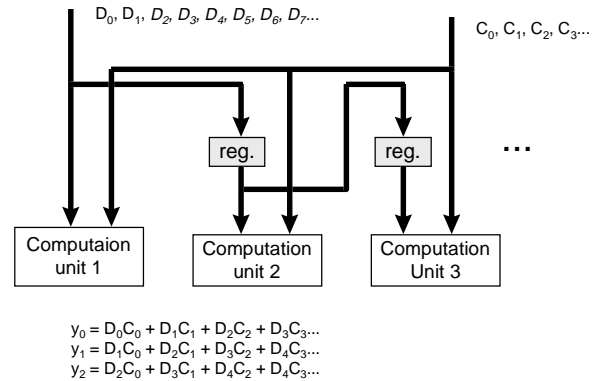 D0, D1, D2, D3, D4, D5, D6, D7...
C0, C1, C2, C3...
reg.
reg.
...
Computaion
unit 1
Computation
unit 2
Computation
Unit 3
y0 = D0C0 + D1C1 + D2C2 + D3C3...
y1 = D1C0 + D2C1 + D3C2 + D4C3...
y2 = D2C0 + D3C1 + D4C2 + D4C3...